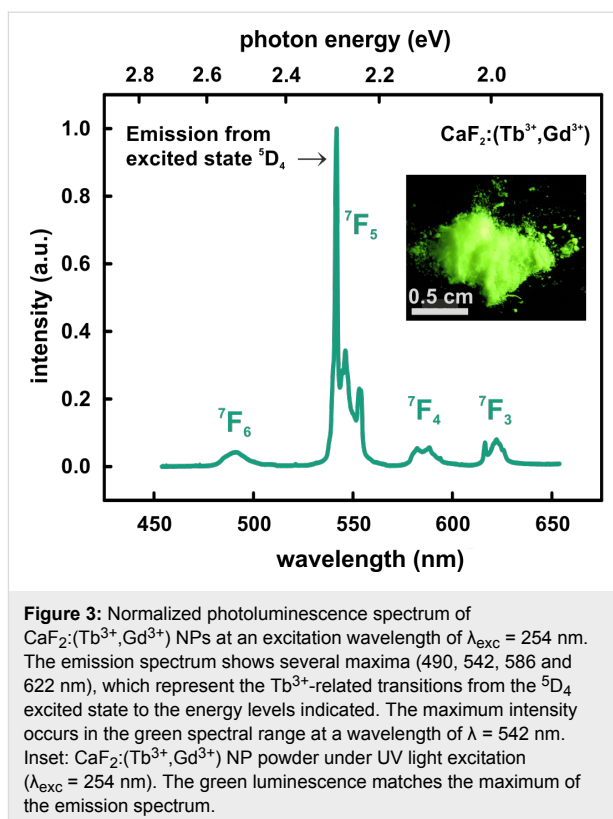 photon energy (eV)
2.8 2.6 2.4 2.2 2.0
Emission from
excited state ⁵D₄ →
CaF₂:(Tb³⁺,Gd³⁺)
1.0
0.8
0.6
0.4
0.2
0.0
intensity (a.u.)
⁷F₅
⁷F₆
⁷F₄
⁷F₃
0.5 cm
450 500 550 600 650
wavelength (nm)
Figure 3: Normalized photoluminescence spectrum of
CaF₂:(Tb³⁺,Gd³⁺) NPs at an excitation wavelength of λexc = 254 nm.
The emission spectrum shows several maxima (490, 542, 586 and
622 nm), which represent the Tb³⁺-related transitions from the ⁵D₄
excited state to the energy levels indicated. The maximum intensity
occurs in the green spectral range at a wavelength of λ = 542 nm.
Inset: CaF₂:(Tb³⁺,Gd³⁺) NP powder under UV light excitation
(λexc = 254 nm). The green luminescence matches the maximum of
the emission spectrum.